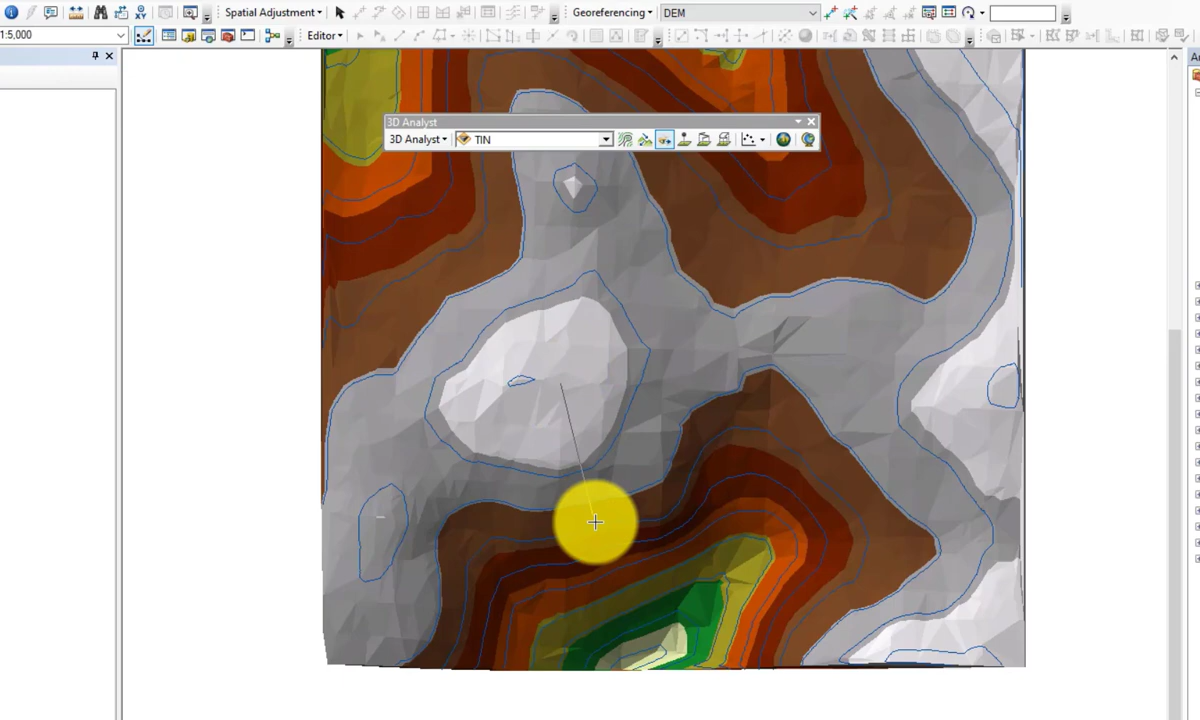 Spatial Adjustment
Georeferencing
DEM
1:5,000
Editor
3D Analyst
3D Analyst
TIN